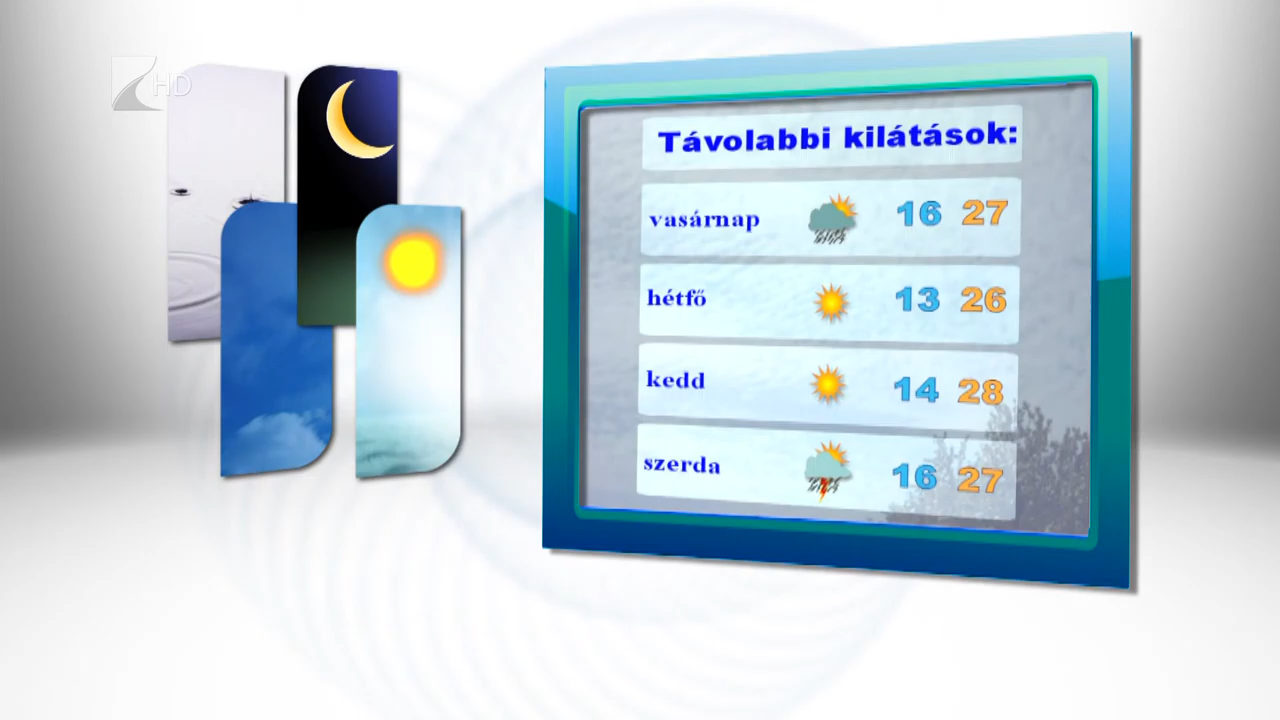 HD
Távolabbi kilátások:
vasárnap 16 27
hétfő 13 26
kedd 14 28
szerda 16 27